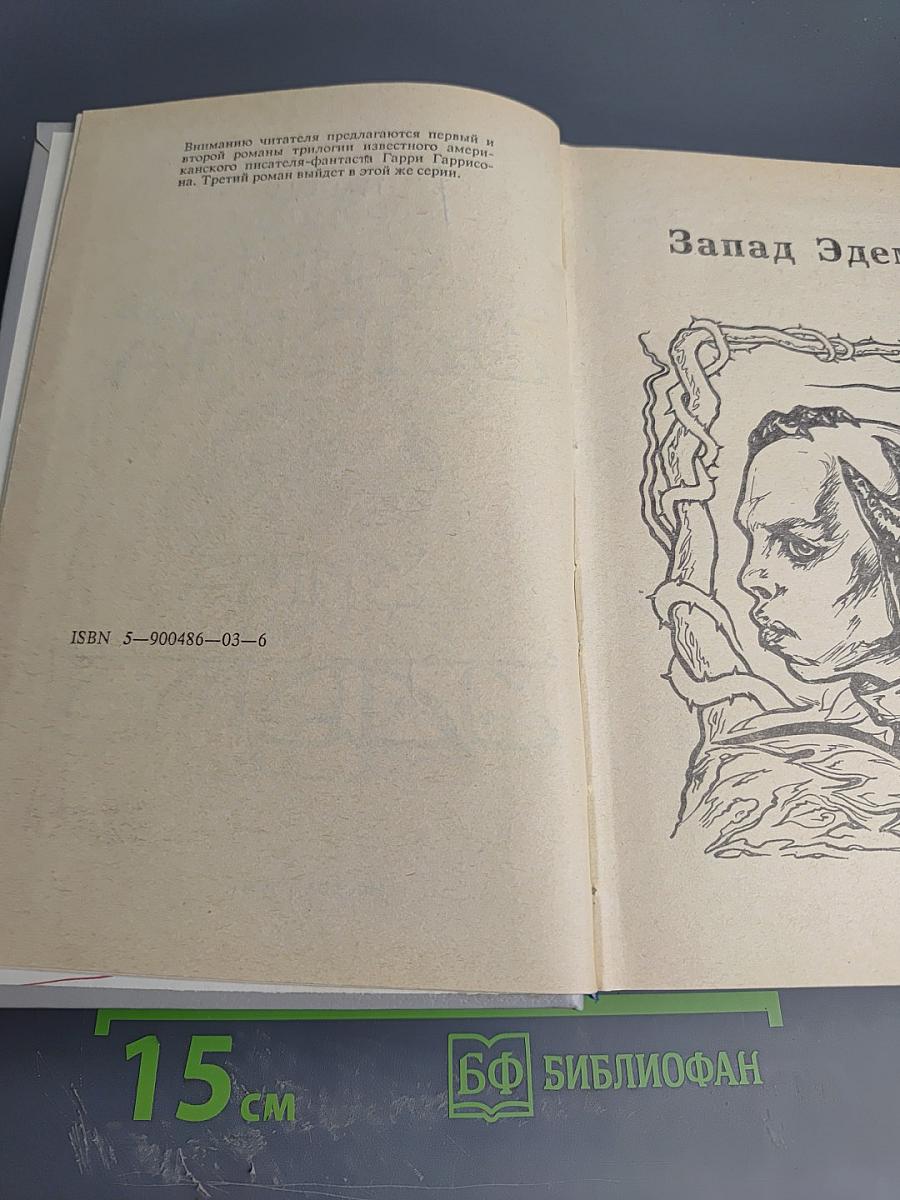 Вниманию читателя предлагаются первый и
второй романы трилогии известного амери-
канского писателя-фантаста Гарри Гаррисо-
на. Третий роман выйдет в этой же серии.
ISBN 5—900486—03—6
Запад Эдем
15 см
БФ БИБЛИОФАН